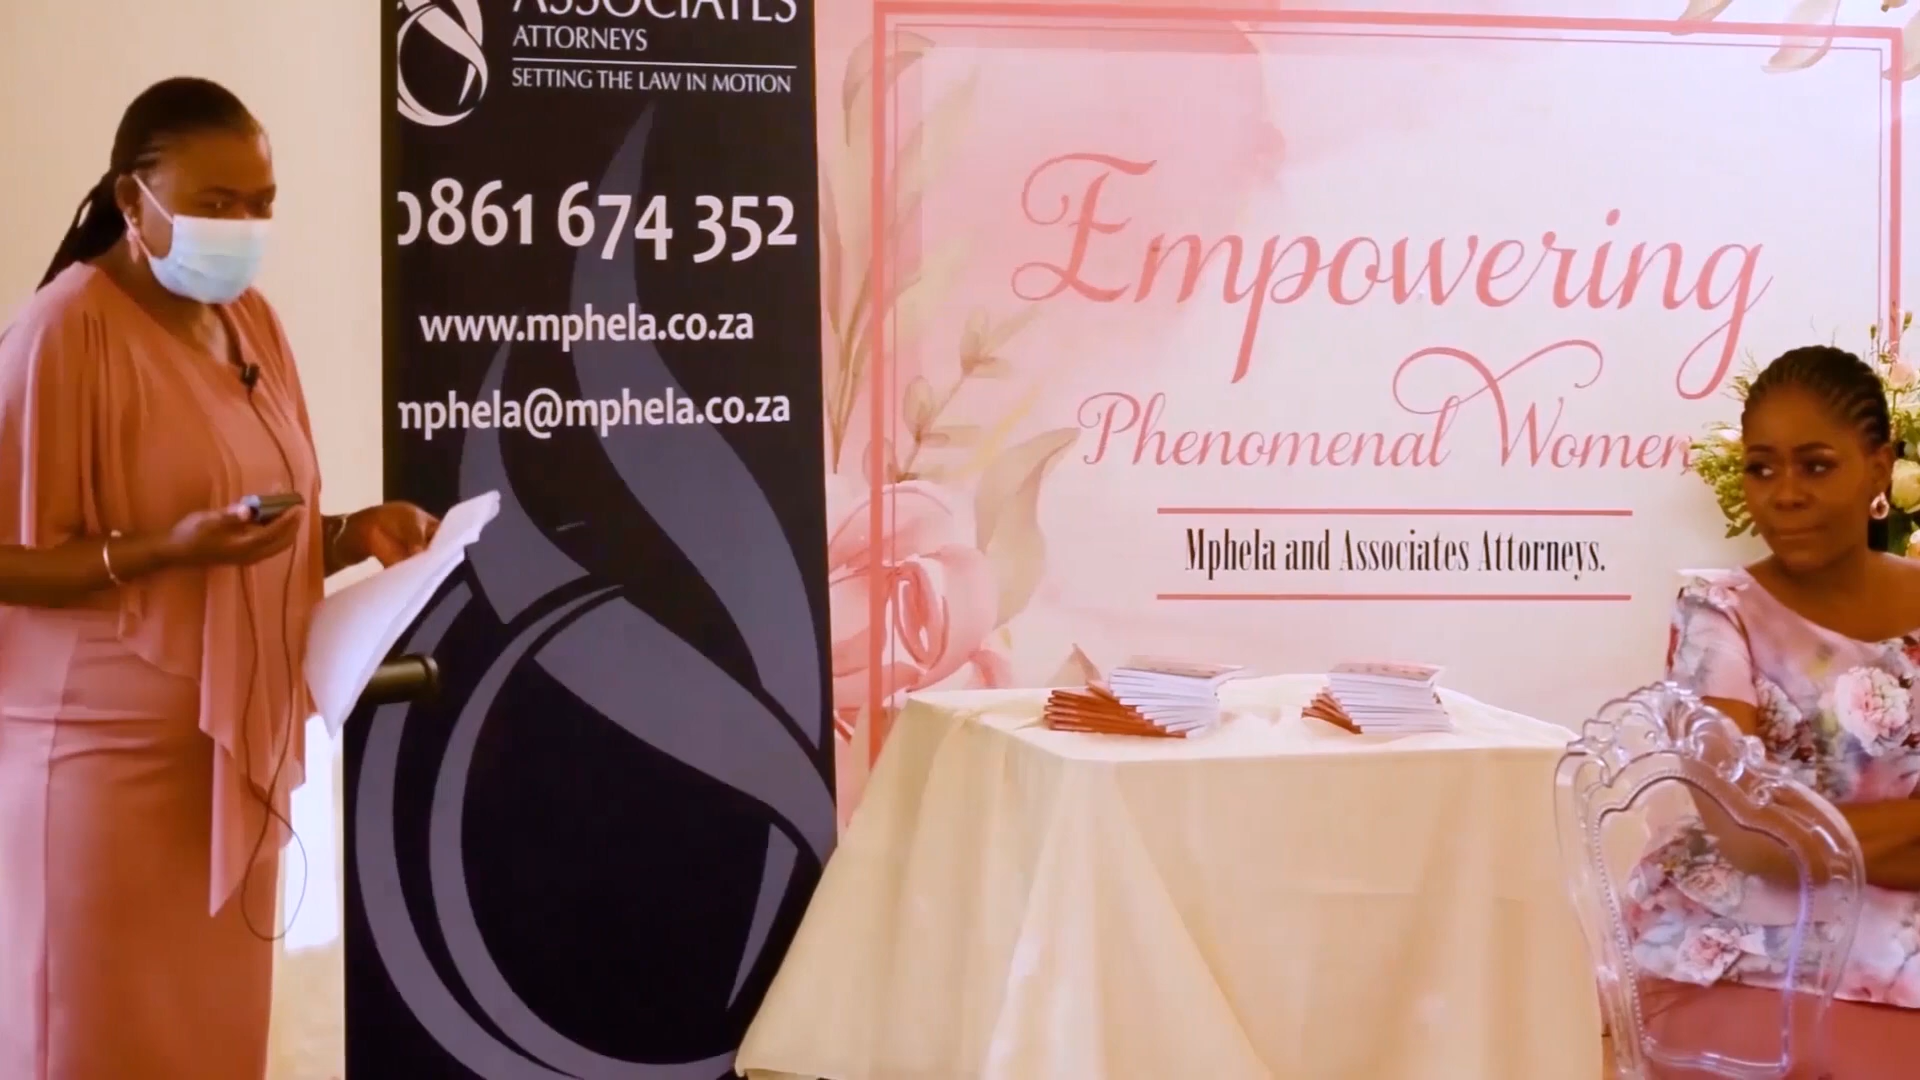 ASSOCIATES
ATTORNEYS
SETTING THE LAW IN MOTION
0861 674 352
www.mphela.co.za
mphela@mphela.co.za
Empowering
Phenomenal Women
Mphela and Associates Attorneys.